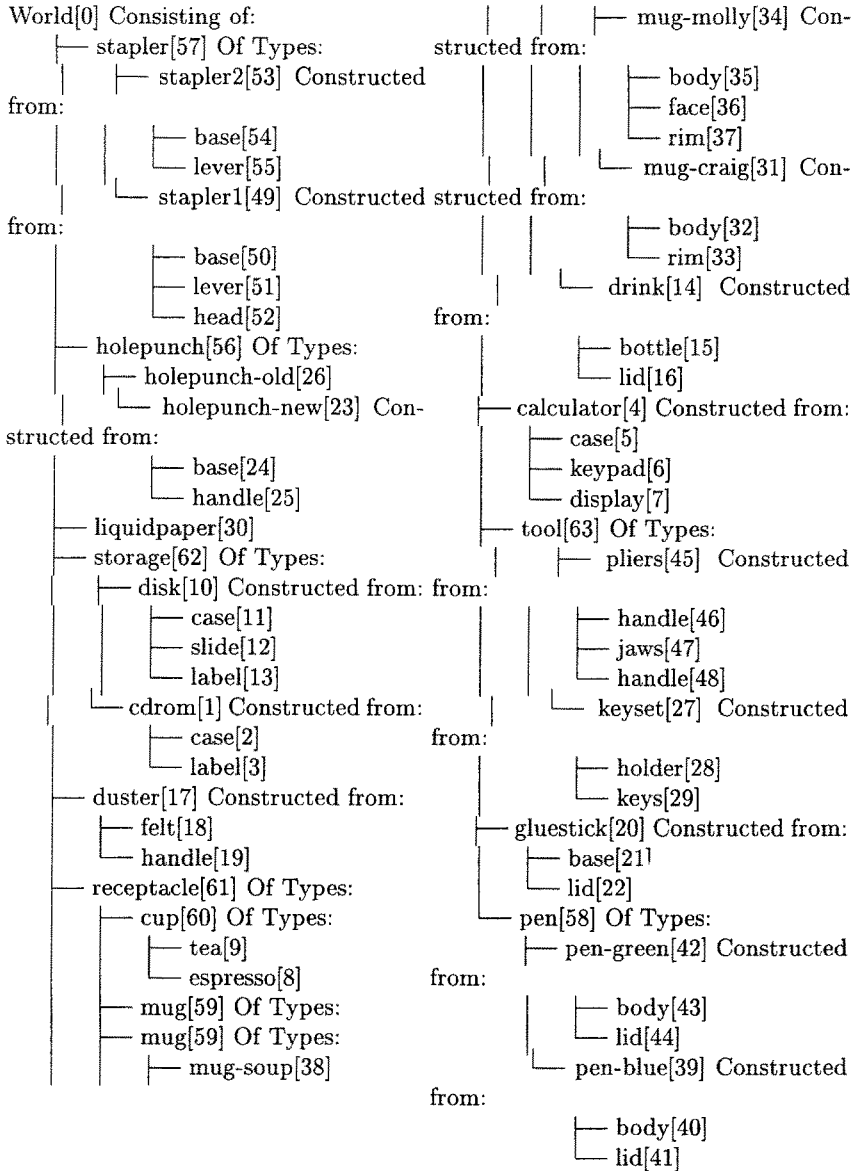 World[0] Consisting of:
stapler[57] Of Types:
stapler2[53] Constructed
from:
base[54]
lever[55]
stapler1[49] Constructed
from:
base[50]
lever[51]
head[52]
holepunch[56] Of Types:
holepunch-old[26]
holepunch-new[23] Con-
structed from:
base[24]
handle[25]
liquidpaper[30]
storage[62] Of Types:
disk[10] Constructed from:
case[11]
slide[12]
label[13]
cdrom[1] Constructed from:
case[2]
label[3]
duster[17] Constructed from:
felt[18]
handle[19]
receptacle[61] Of Types:
cup[60] Of Types:
tea[9]
espresso[8]
mug[59] Of Types:
mug[59] Of Types:
mug-soup[38]
mug-molly[34] Con-
structed from:
body[35]
face[36]
rim[37]
mug-craig[31] Con-
structed from:
body[32]
rim[33]
drink[14] Constructed
from:
bottle[15]
lid[16]
calculator[4] Constructed from:
case[5]
keypad[6]
display[7]
tool[63] Of Types:
pliers[45] Constructed
from:
handle[46]
jaws[47]
handle[48]
keyset[27] Constructed
from:
holder[28]
keys[29]
gluestick[20] Constructed from:
base[21]
lid[22]
pen[58] Of Types:
pen-green[42] Constructed
from:
body[43]
lid[44]
pen-blue[39] Constructed
from:
body[40]
lid[41]